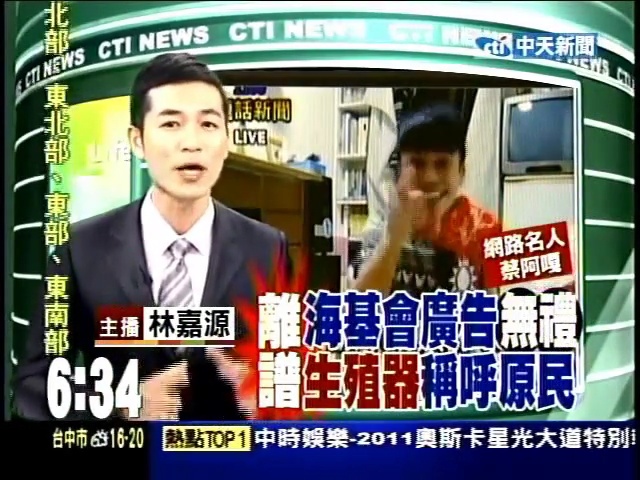 CTI NEWS
CTI NEWS
CTI NEWS
cti 中天新聞
NEWS
北部、東北部、東部、東南部
話新聞
LIVE
網路名人
蔡阿嘎
主播 林嘉源
離譜
海基會廣告無禮
生殖器稱呼原民
6:34
台中市 16-20
熱點TOP1 中時娛樂-2011奧斯卡星光大道特別